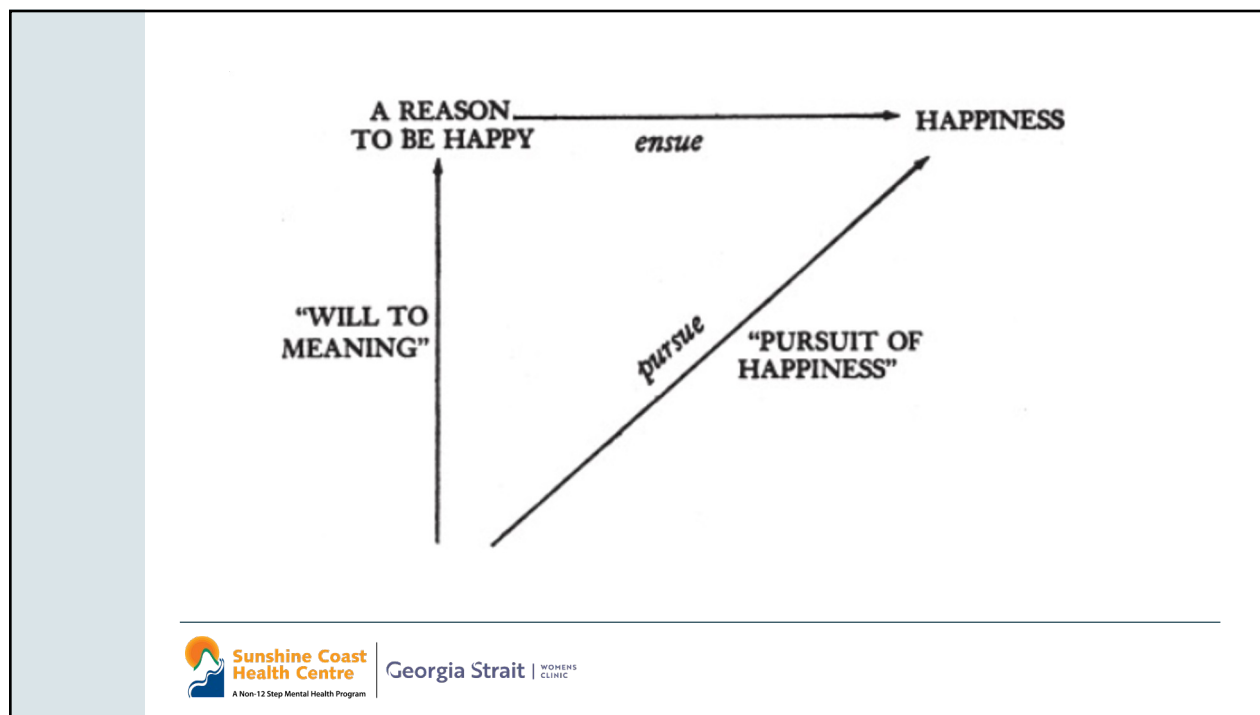 A REASON
TO BE HAPPY
ensue
HAPPINESS
“WILL TO
MEANING”
pursue
“PURSUIT OF
HAPPINESS”
Sunshine Coast
Health Centre
A Non-12 Step Mental Health Program
Georgia Strait | WOMENS
CLINIC